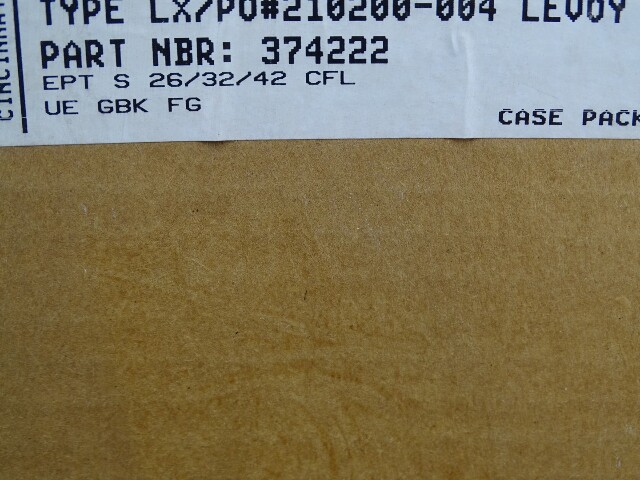 TYPE LX/PO#210200-004 LEVOY
PART NBR: 374222
EPT S 26/32/42 CFL
UE GBK FG
CASE PACK